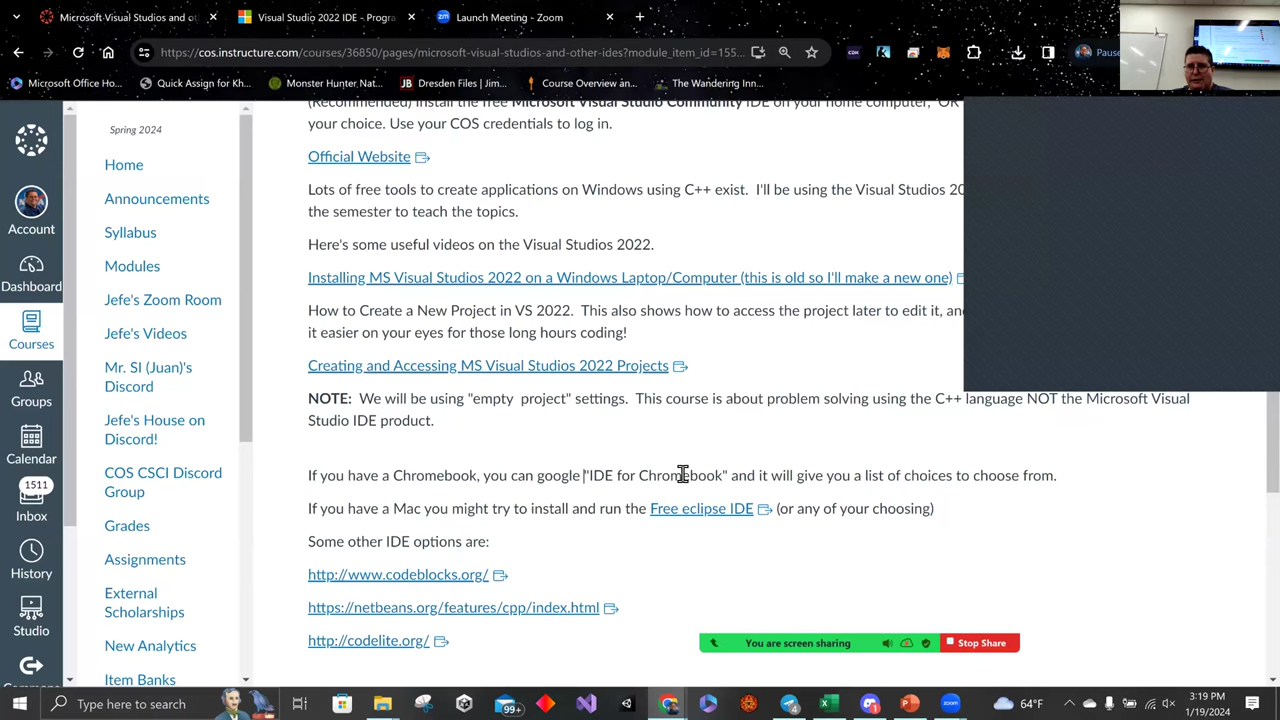 Microsoft Visual Studios and ot
Visual Studio 2022 IDE - Progra
Launch Meeting - Zoom
https://cos.instructure.com/courses/36850/pages/microsoft-visual-studios-and-other-ides?module_item_id=155...
Pause
Microsoft Office Ho...
Quick Assign for Kh...
Monster Hunter Nat...
Dresden Files | Jim...
Course Overview an...
The Wandering Inn...
Spring 2024
Home
Announcements
Syllabus
Modules
Jefe's Zoom Room
Jefe's Videos
Mr. SI (Juan)'s
Discord
Jefe's House on
Discord!
COS CSCI Discord
Group
Grades
Assignments
External
Scholarships
New Analytics
Item Banks
Account
Dashboard
Courses
Groups
Calendar
1511
Inbox
History
Studio
(Recommended) Install the free Microsoft Visual Studio Community IDE on your home computer, OR
your choice. Use your COS credentials to log in.
Official Website
Lots of free tools to create applications on Windows using C++ exist. I'll be using the Visual Studios 20
the semester to teach the topics.
Here's some useful videos on the Visual Studios 2022.
Installing MS Visual Studios 2022 on a Windows Laptop/Computer (this is old so I'll make a new one)
How to Create a New Project in VS 2022. This also shows how to access the project later to edit it, an
it easier on your eyes for those long hours coding!
Creating and Accessing MS Visual Studios 2022 Projects
NOTE: We will be using "empty project" settings. This course is about problem solving using the C++ language NOT the Microsoft Visual
Studio IDE product.
If you have a Chromebook, you can google "IDE for Chromebook" and it will give you a list of choices to choose from.
If you have a Mac you might try to install and run the Free eclipse IDE (or any of your choosing)
Some other IDE options are:
http://www.codeblocks.org/
https://netbeans.org/features/cpp/index.html
http://codelite.org/
You are screen sharing
Stop Share
Type here to search
99+
64°F
3:19 PM
1/19/2024